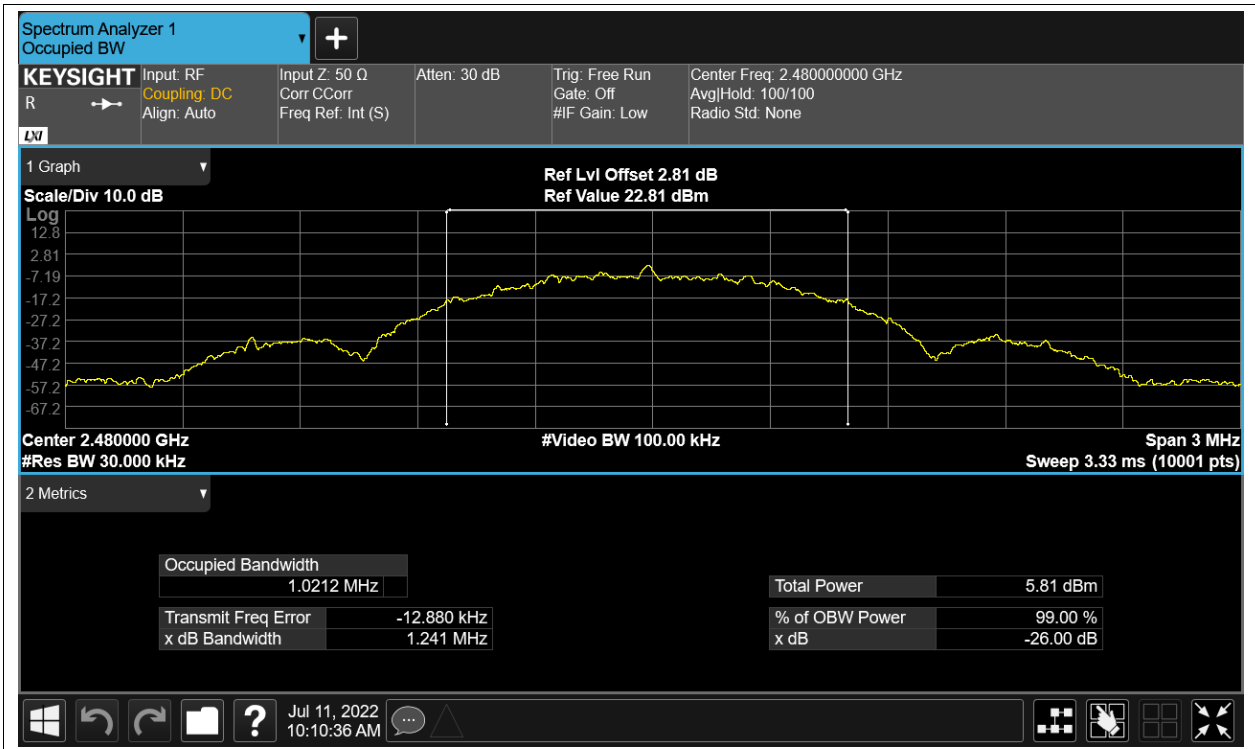 Spectrum Analyzer 1
Occupied BW
KEYSIGHT
R
LXI
Input: RF
Coupling: DC
Align: Auto
Input Z: 50 Ω
Corr CCorr
Freq Ref: Int (S)
Atten: 30 dB
Trig: Free Run
Gate: Off
#IF Gain: Low
Center Freq: 2.480000000 GHz
Avg|Hold: 100/100
Radio Std: None
1 Graph
Scale/Div 10.0 dB
Ref Lvl Offset 2.81 dB
Ref Value 22.81 dBm
Log
12.8
2.81
-7.19
-17.2
-27.2
-37.2
-47.2
-57.2
-67.2
Center 2.480000 GHz
#Video BW 100.00 kHz
Span 3 MHz
#Res BW 30.000 kHz
Sweep 3.33 ms (10001 pts)
2 Metrics
Occupied Bandwidth
1.0212 MHz
Total Power 5.81 dBm
Transmit Freq Error -12.880 kHz
% of OBW Power 99.00 %
x dB Bandwidth 1.241 MHz
x dB -26.00 dB
?
Jul 11, 2022
10:10:36 AM